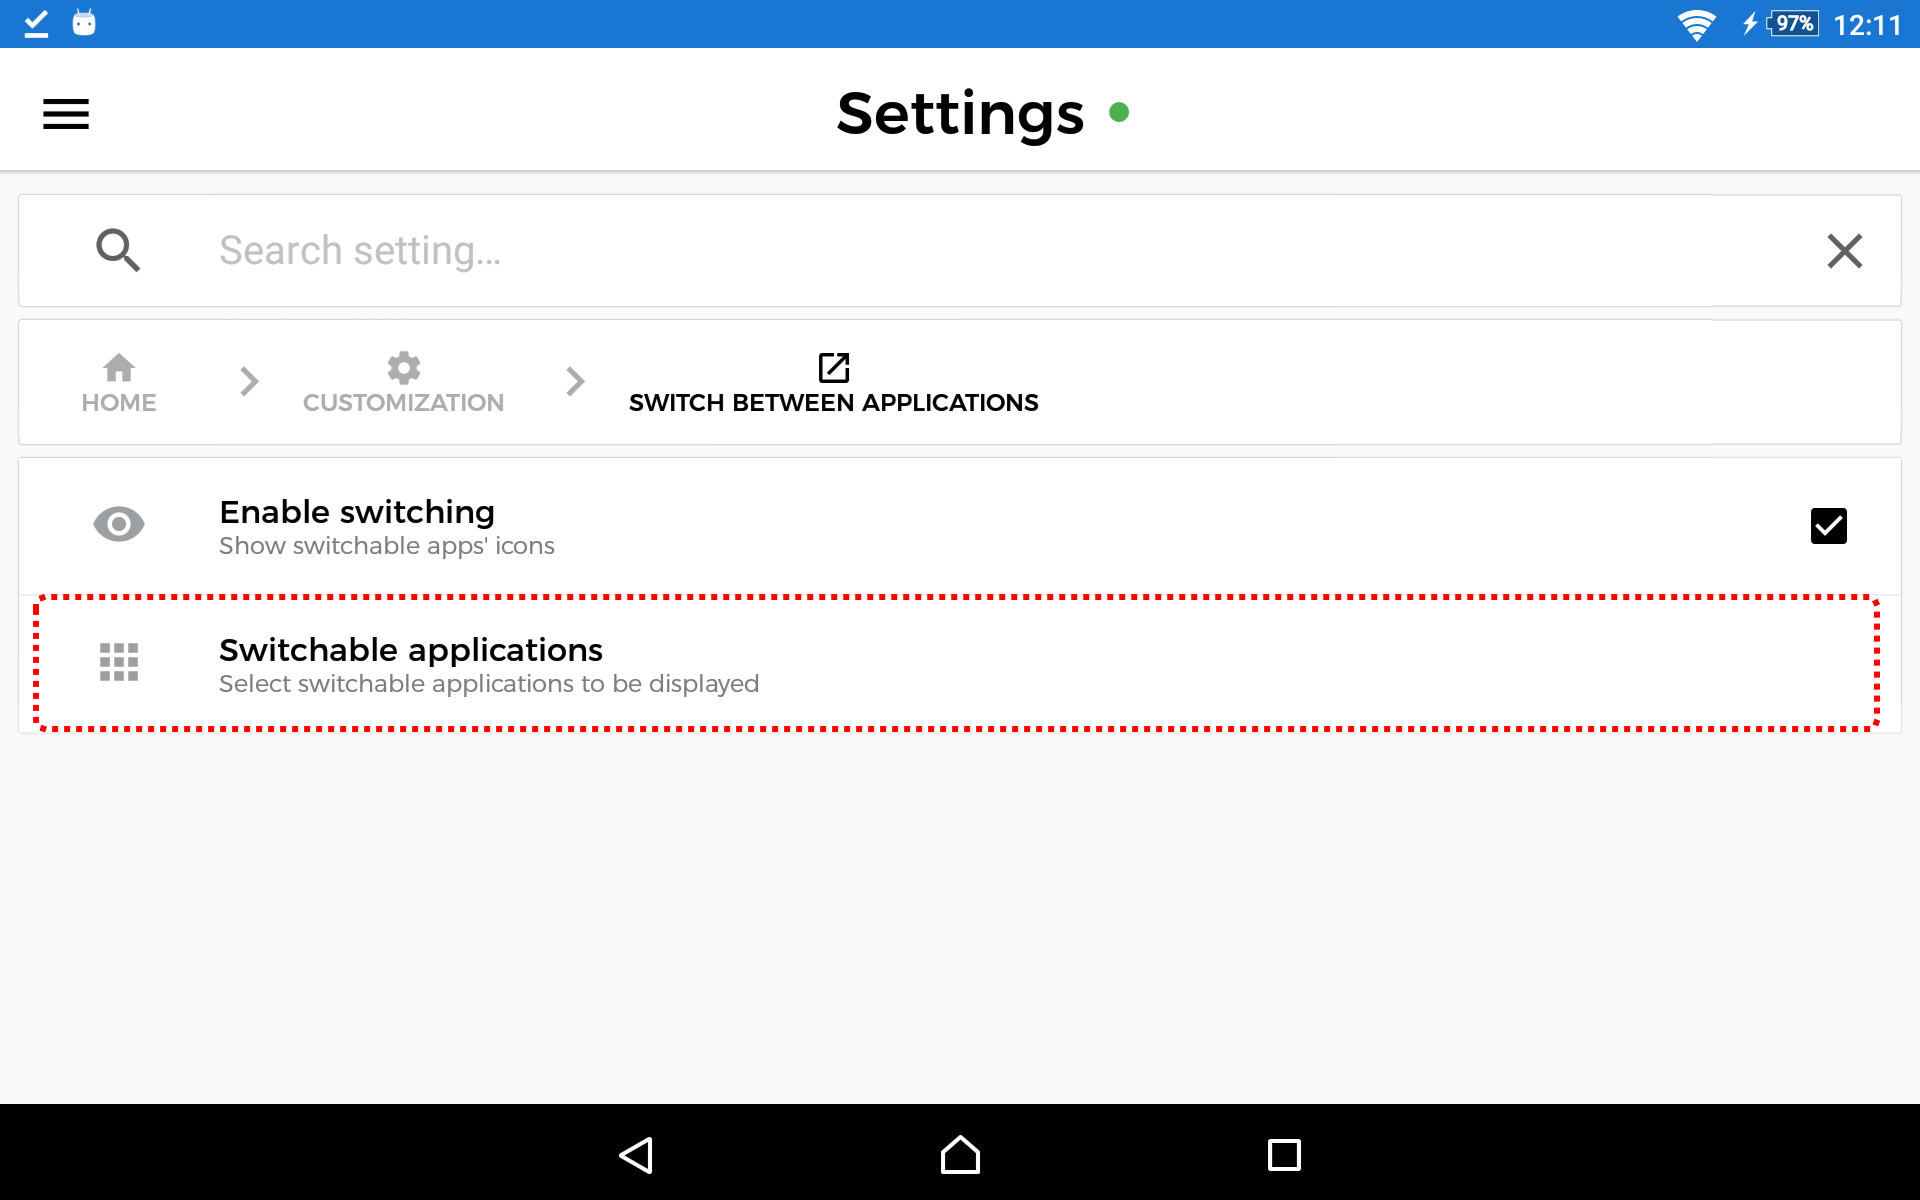 97% 12:11
Settings
Search setting...
HOME
CUSTOMIZATION
SWITCH BETWEEN APPLICATIONS
Enable switching
Show switchable apps' icons
Switchable applications
Select switchable applications to be displayed